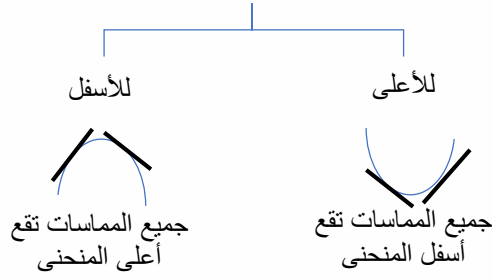 للأعلى
للأسفل
جميع المماسات تقع
أسفل المنحنى
جميع المماسات تقع
أعلى المنحنى